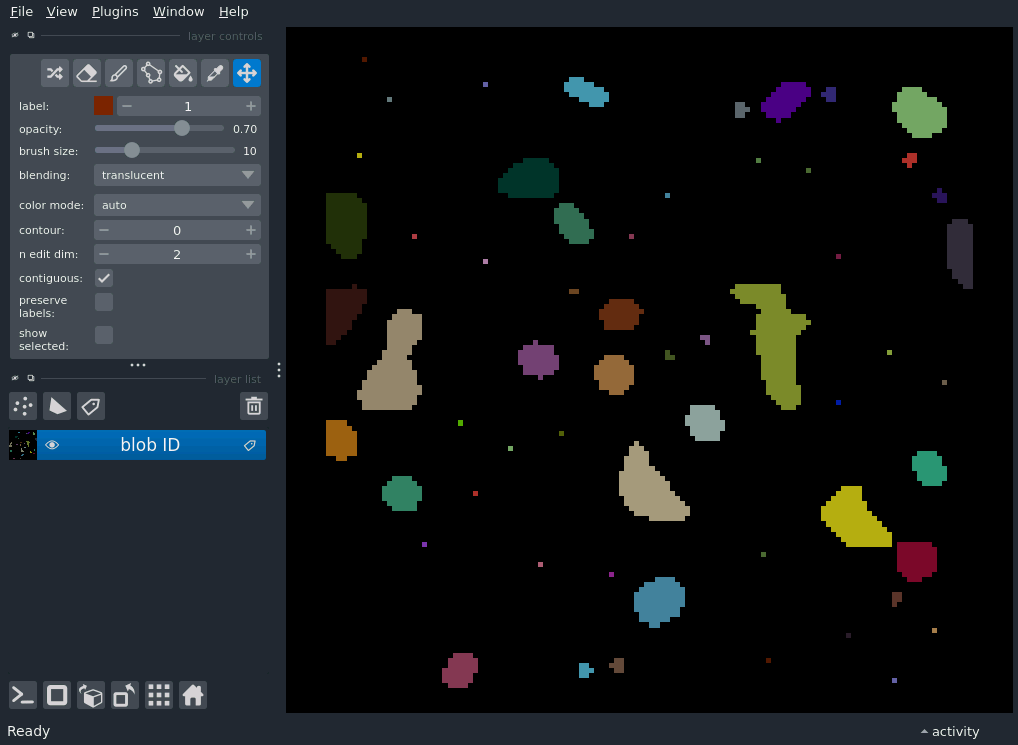 File View Plugins Window Help
layer controls
label: 1
opacity: 0.70
brush size: 10
blending: translucent
color mode: auto
contour: 0
n edit dim: 2
contiguous:
preserve
labels:
show
selected:
layer list
blob ID
Ready
activity